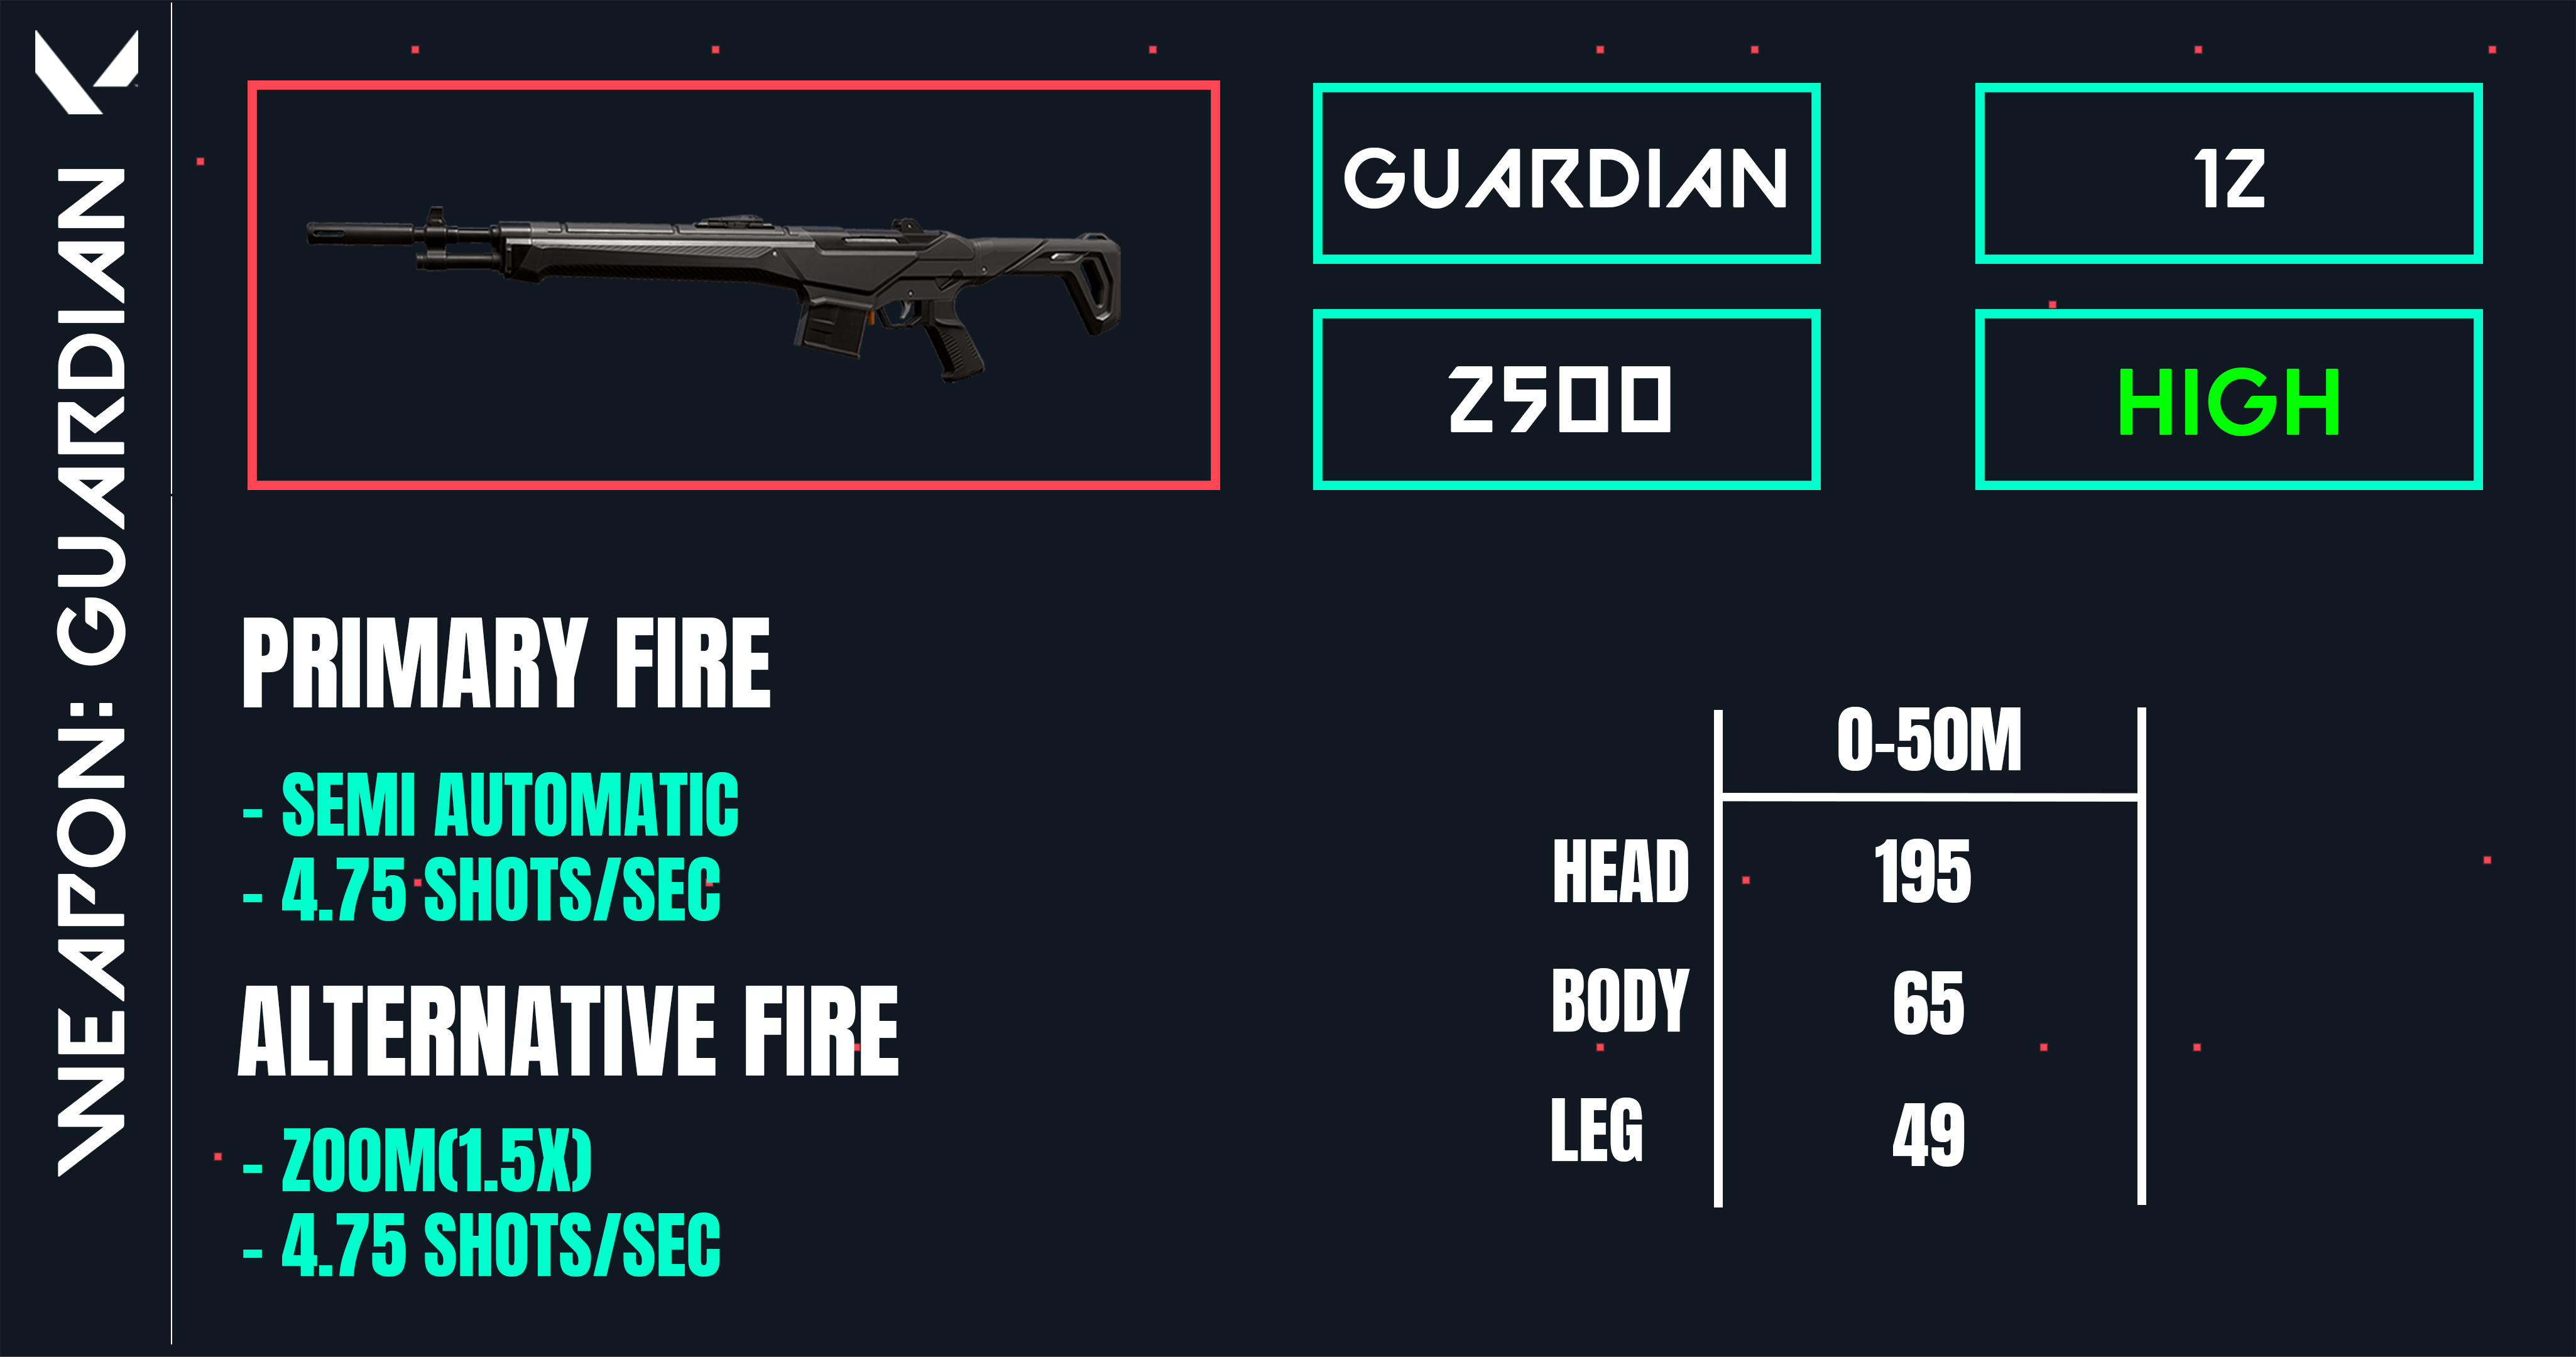 WEAPON: GUARDIAN
GUARDIAN
12
2500
HIGH
PRIMARY FIRE
- SEMI AUTOMATIC
- 4.75 SHOTS/SEC
ALTERNATIVE FIRE
- ZOOM(1.5X)
- 4.75 SHOTS/SEC
0-50M
HEAD 195
BODY 65
LEG 49